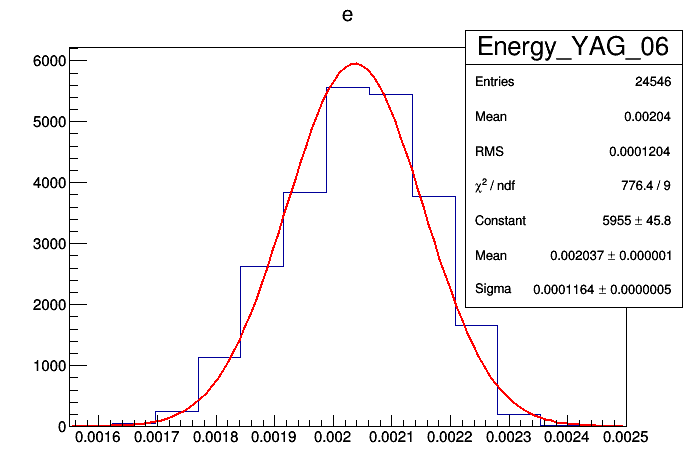 e
Energy_YAG_06
Entries 24546
Mean 0.00204
RMS 0.0001204
χ² / ndf 776.4 / 9
Constant 5955 ± 45.8
Mean 0.002037 ± 0.000001
Sigma 0.0001164 ± 0.0000005
6000
5000
4000
3000
2000
1000
0
0.0016 0.0017 0.0018 0.0019 0.002 0.0021 0.0022 0.0023 0.0024 0.0025